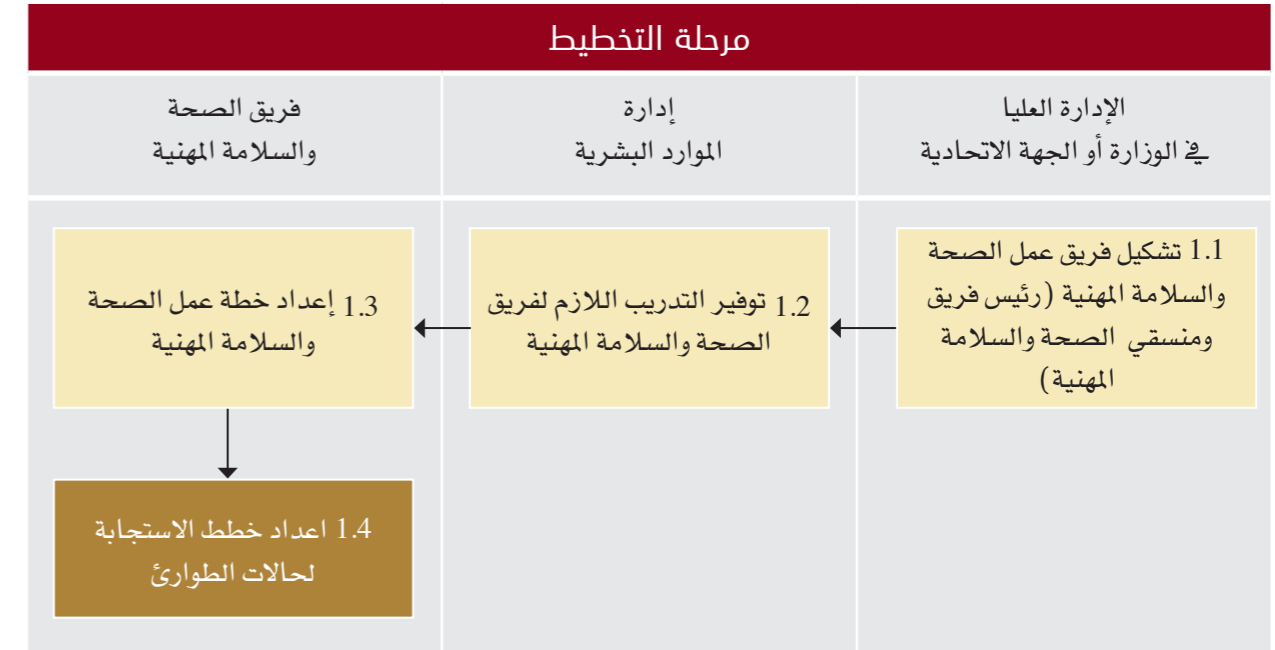 مرحلة التخطيط
الإدارة العليا
في الوزارة أو الجهة الاتحادية
إدارة
الموارد البشرية
فريق الصحة
والسلامة المهنية
1.1 تشكيل فريق عمل الصحة
والسلامة المهنية (رئيس فريق
ومنسقي الصحة والسلامة
المهنية)
1.2 توفير التدريب اللازم لفريق
الصحة والسلامة المهنية
1.3 إعداد خطة عمل الصحة
والسلامة المهنية
1.4 اعداد خطط الاستجابة
لحالات الطوارئ